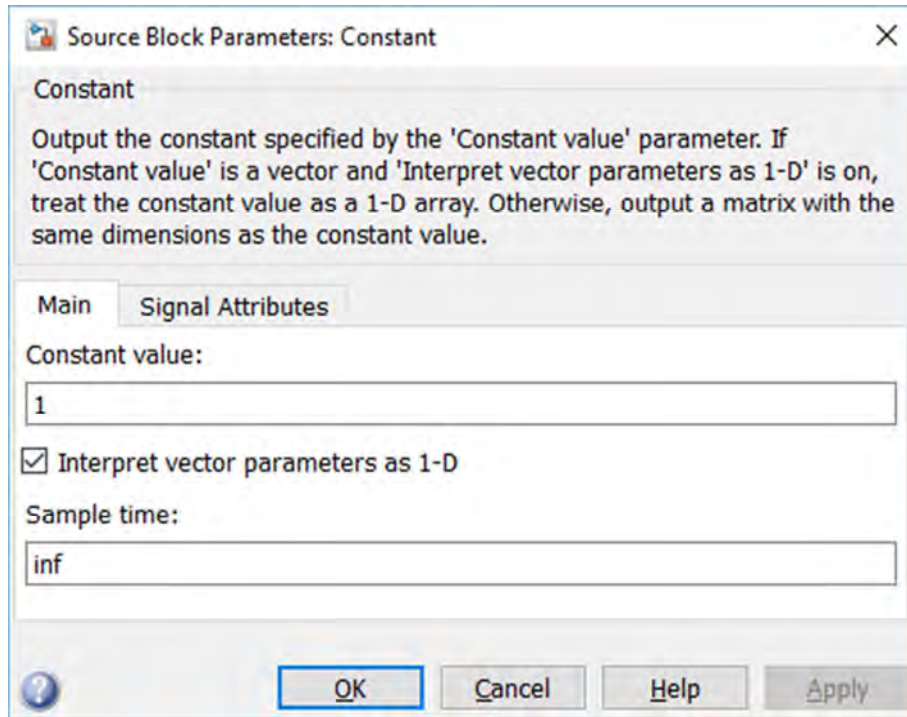 Source Block Parameters: Constant
Constant
Output the constant specified by the 'Constant value' parameter. If
'Constant value' is a vector and 'Interpret vector parameters as 1-D' is on,
treat the constant value as a 1-D array. Otherwise, output a matrix with the
same dimensions as the constant value.
Main Signal Attributes
Constant value:
1
Interpret vector parameters as 1-D
Sample time:
inf
? OK Cancel Help Apply